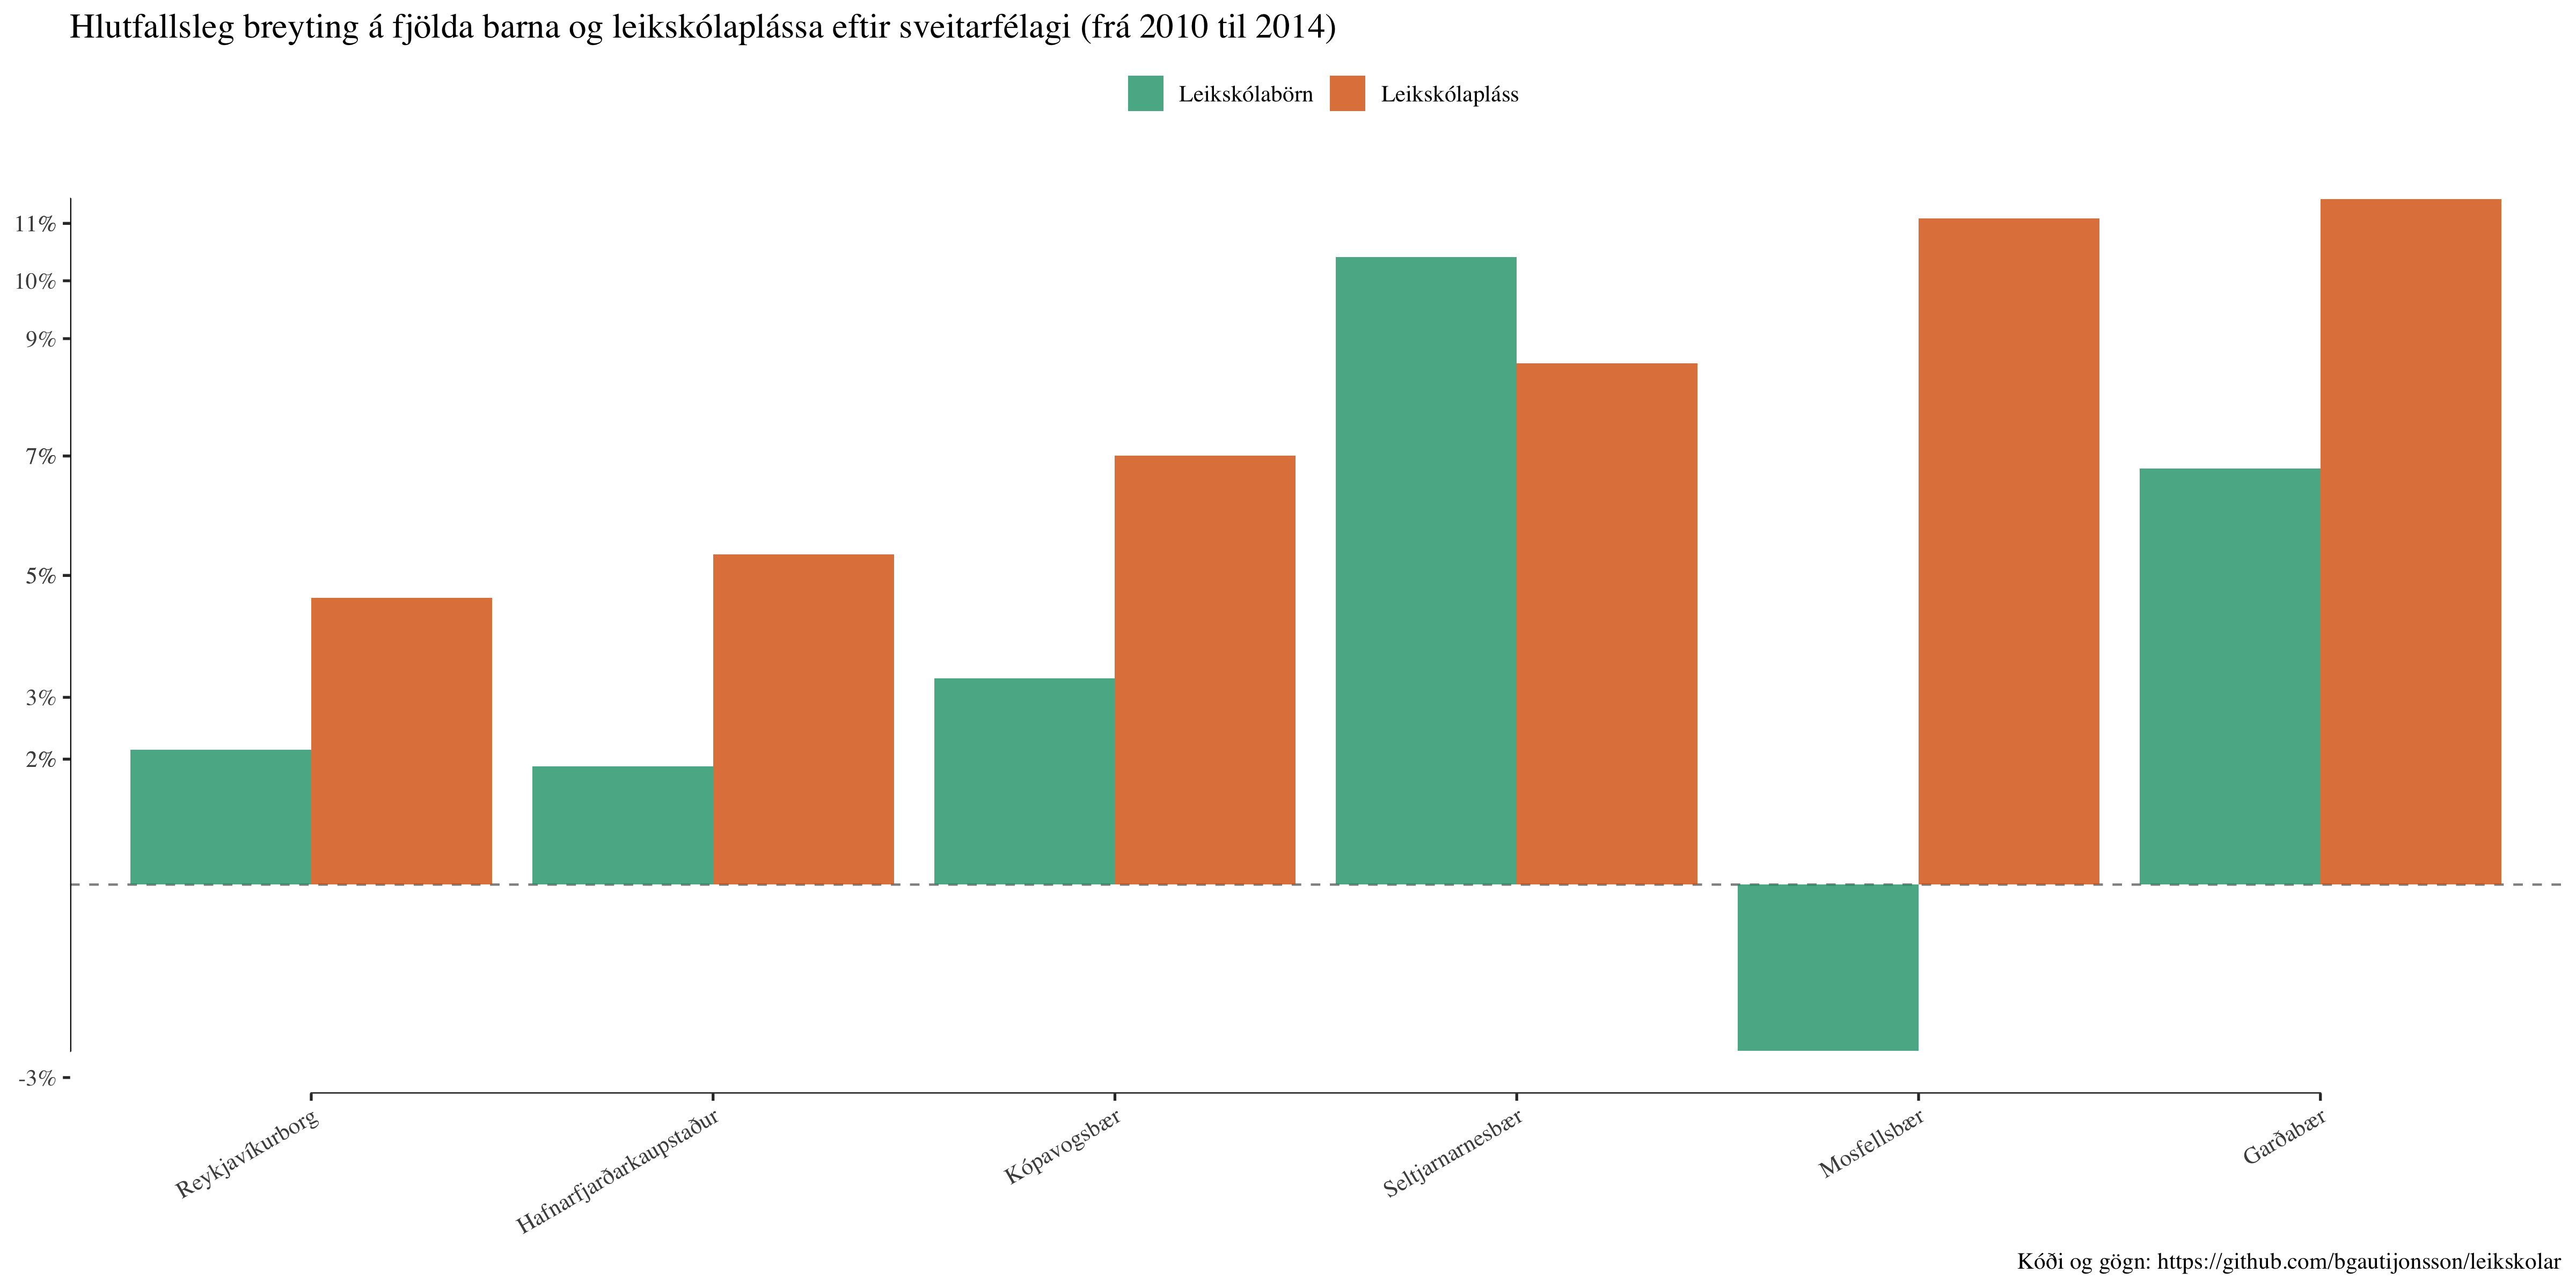 Hlutfallsleg breyting á fjölda barna og leikskólaplássa eftir sveitarfélagi (frá 2010 til 2014)
Leikskólabörn Leikskólapláss
11%
10%
9%
7%
5%
3%
2%
-3%
Reykjavíkurborg
Hafnarfjarðarkaupstaður
Kópavogsbær
Seltjarnarnesbær
Mosfellsbær
Garðabær
Kóði og gögn: https://github.com/bgautijonsson/leikskolar